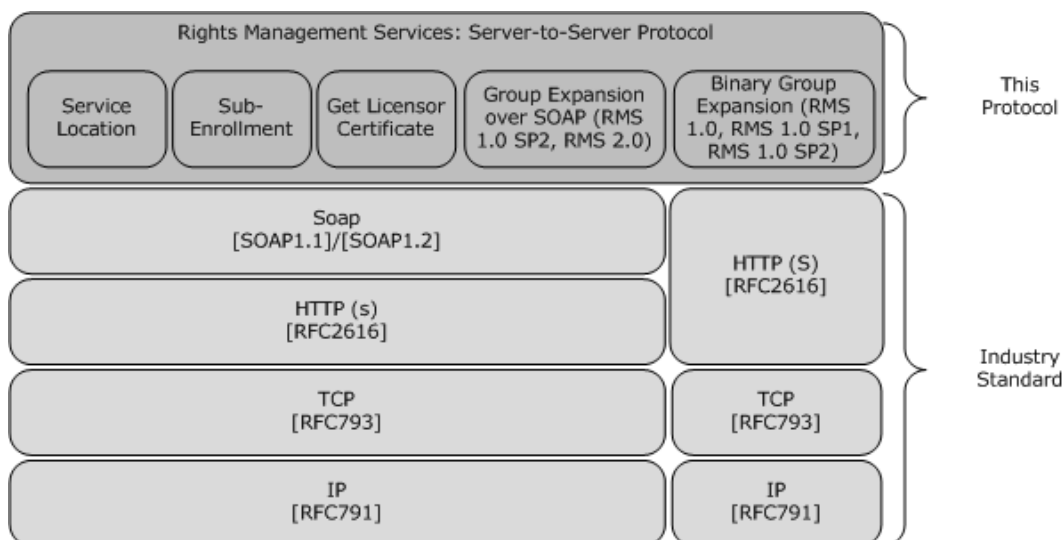 Rights Management Services: Server-to-Server Protocol
Service
Location
Sub-
Enrollment
Get Licensor
Certificate
Group Expansion
over SOAP (RMS
1.0 SP2, RMS 2.0)
Binary Group
Expansion (RMS
1.0, RMS 1.0 SP1,
RMS 1.0 SP2)
This
Protocol
Soap
[SOAP1.1]/[SOAP1.2]
HTTP (s)
[RFC2616]
HTTP (S)
[RFC2616]
TCP
[RFC793]
TCP
[RFC793]
IP
[RFC791]
IP
[RFC791]
Industry
Standard